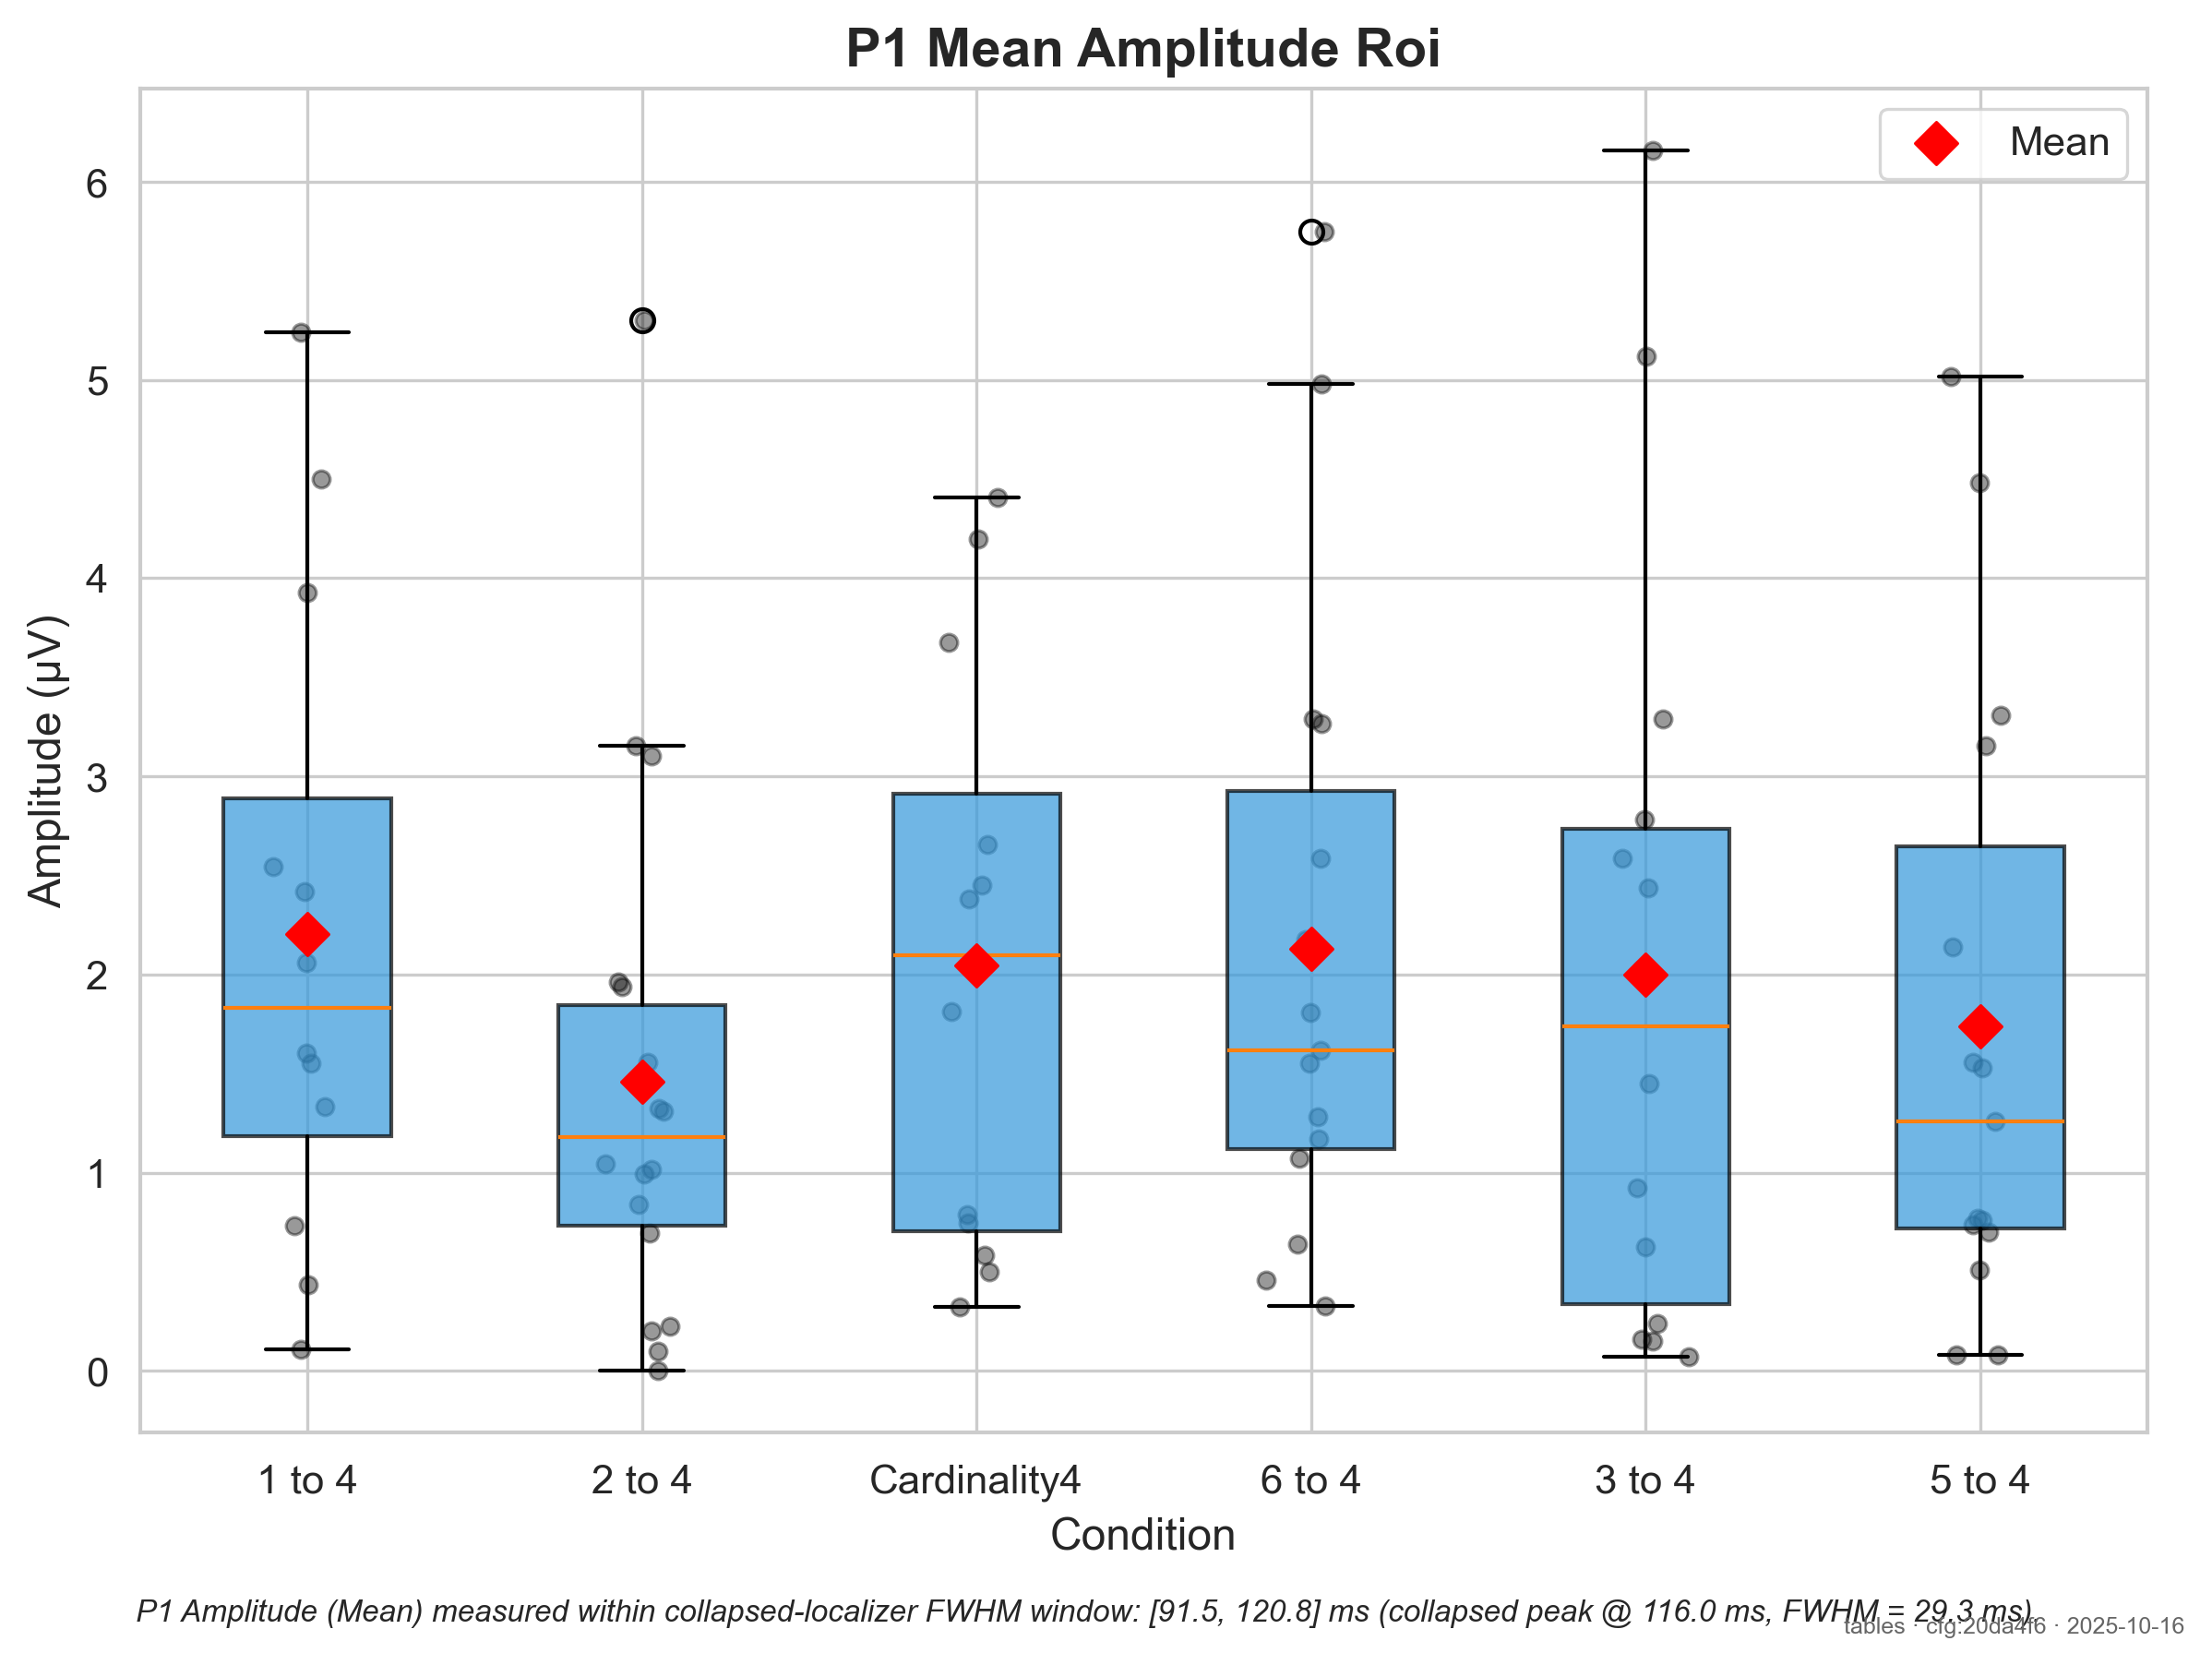 P1 Mean Amplitude Roi
Mean
6
5
4
3
2
1
0
Amplitude (µV)
1 to 4
2 to 4
Cardinality4
6 to 4
3 to 4
5 to 4
Condition
P1 Amplitude (Mean) measured within collapsed-localizer FWHM window: [91.5, 120.8] ms (collapsed peak @ 116.0 ms, FWHM = 29.3 ms)
tables · cfg:20da4f6 · 2025-10-16